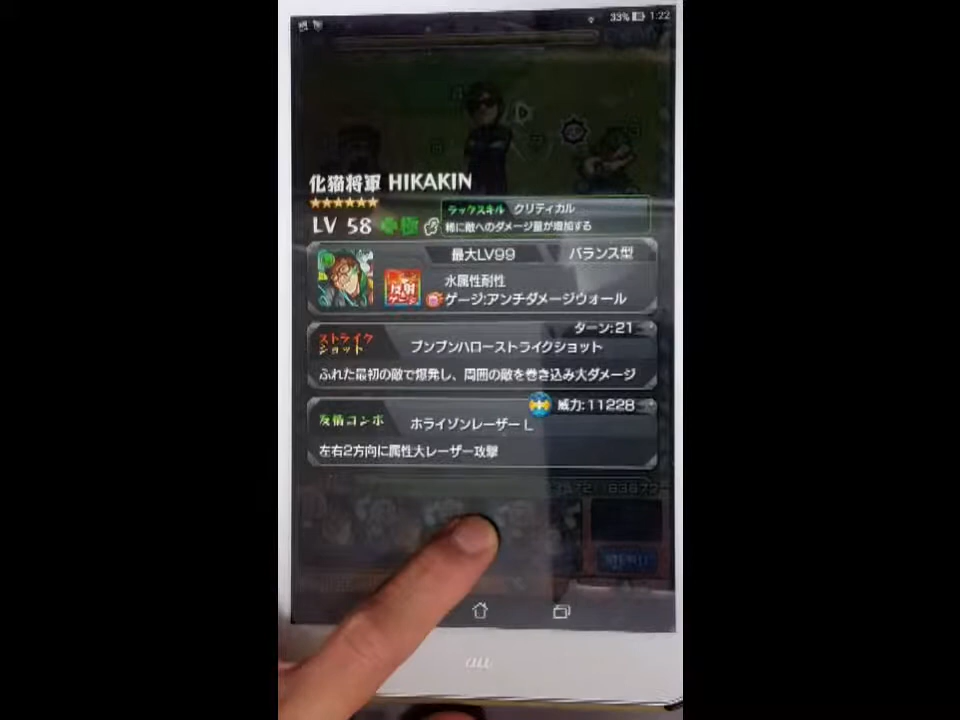 33% 1:22
化猫将軍 HIKAKIN
★★★★★★
ラックスキル クリティカル
LV 58 極 稀に敵へのダメージ量が増加する
最大LV99 バランス型
水属性耐性
ゲージ ゲージ:アンチダメージウォール
ターン:21
ストライク
ショット ブンブンハローストライクショット
ふれた最初の敵で爆発し、周囲の敵を巻き込み大ダメージ
威力:11228
友情コンボ ホライゾンレーザー L
左右2方向に属性大レーザー攻撃
au